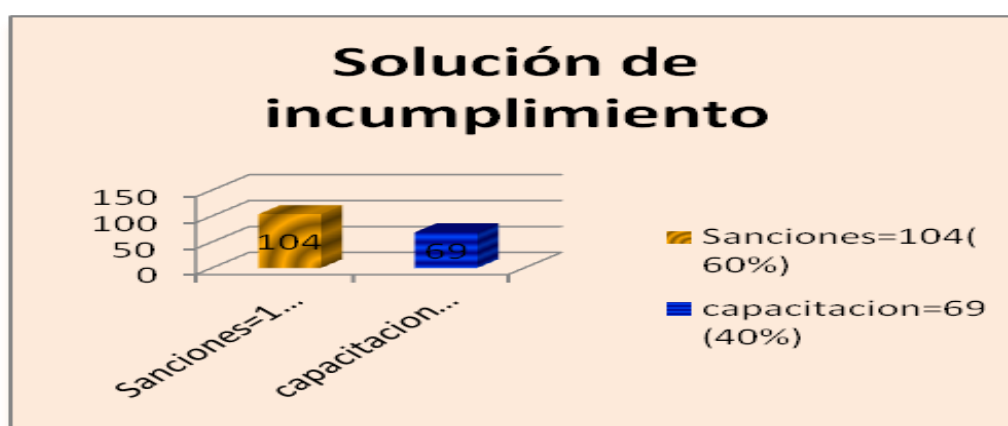 Solución de
incumplimiento
150
100
50
0
104
69
Sanciones=1...
capacitacion...
Sanciones=104(
60%)
capacitacion=69
(40%)